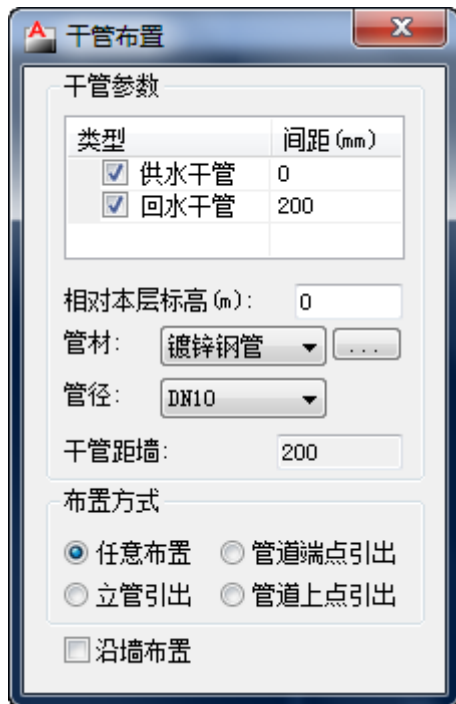 干管布置
干管参数
类型 间距(mm)
供水干管 0
回水干管 200
相对本层标高(m): 0
管材: 镀锌钢管 ...
管径: DN10
干管距墙: 200
布置方式
任意布置 管道端点引出
立管引出 管道上点引出
沿墙布置